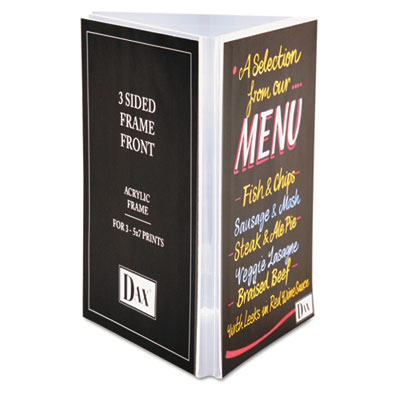 3 SIDED
FRAME
FRONT
ACRYLIC
FRAME
FOR 3 - 5x7 PRINTS
DAX
A Selection
from our ....
MENU
Fish & Chips
Sausage & Mash
Steak & Ale Pie
Veggie Lasagne
Braised Beef
With Leeks in Red Wine Sauce
DAX